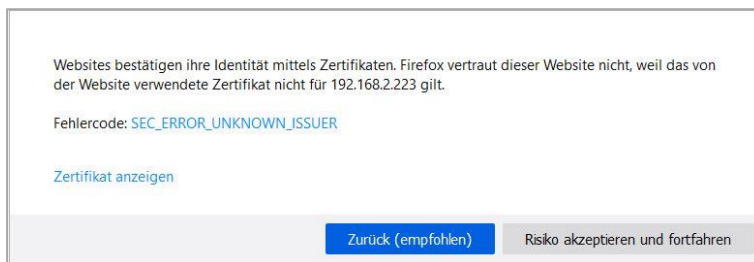 Websites bestätigen ihre Identität mittels Zertifikaten. Firefox vertraut dieser Website nicht, weil das von
der Website verwendete Zertifikat nicht für 192.168.2.223 gilt.
Fehlercode: SEC_ERROR_UNKNOWN_ISSUER
Zertifikat anzeigen
Zurück (empfohlen) Risiko akzeptieren und fortfahren